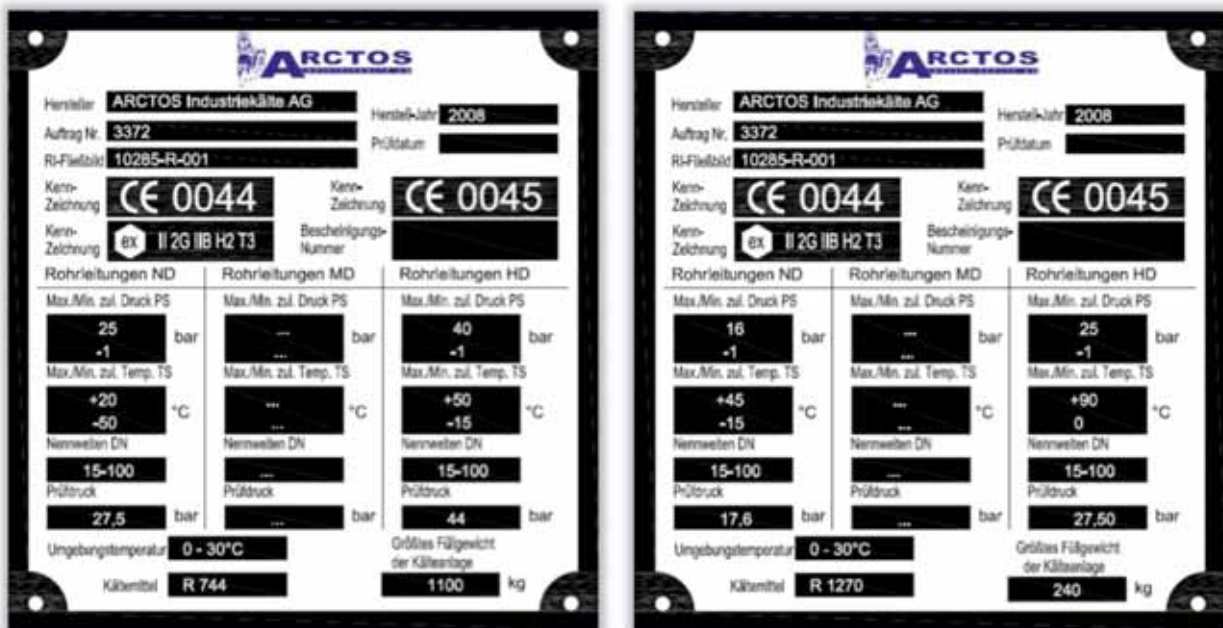 ARCTOS
Hersteller ARCTOS Industriekälte AG
Herstell-Jahr 2008
Auftrag Nr. 3372
Prüfdatum
RI-Fließbild 10285-R-001
Kenn-Zeichnung CE 0044
Kenn-Zeichnung CE 0045
Kenn-Zeichnung ex II 2G IIB H2 T3
Bescheinigungs-Nummer
Rohrleitungen ND Rohrleitungen MD Rohrleitungen HD
Max./Min. zul. Druck PS Max./Min. zul. Druck PS Max./Min. zul. Druck PS
25 ... 40
bar bar bar
-1 ... -1
Max./Min. zul. Temp. TS Max./Min. zul. Temp. TS Max./Min. zul. Temp. TS
+20 ... +50
°C °C °C
-50 ... -15
Nennweiten DN Nennweiten DN Nennweiten DN
15-100 ... 15-100
Prüfdruck Prüfdruck Prüfdruck
27,5 bar ... bar 44 bar
Umgebungstemperatur 0 - 30°C
Größtes Füllgewicht
der Kälteanlage
Kältemittel R 744
1100 kg
ARCTOS
Hersteller ARCTOS Industriekälte AG
Herstell-Jahr 2008
Auftrag Nr. 3372
Prüfdatum
RI-Fließbild 10285-R-001
Kenn-Zeichnung CE 0044
Kenn-Zeichnung CE 0045
Kenn-Zeichnung ex II 2G IIB H2 T3
Bescheinigungs-Nummer
Rohrleitungen ND Rohrleitungen MD Rohrleitungen HD
Max./Min. zul. Druck PS Max./Min. zul. Druck PS Max./Min. zul. Druck PS
16 ... 25
bar bar bar
-1 ... -1
Max./Min. zul. Temp. TS Max./Min. zul. Temp. TS Max./Min. zul. Temp. TS
+45 ... +90
°C °C °C
-15 ... 0
Nennweiten DN Nennweiten DN Nennweiten DN
15-100 ... 15-100
Prüfdruck Prüfdruck Prüfdruck
17,6 bar ... bar 27,50 bar
Umgebungstemperatur 0 - 30°C
Größtes Füllgewicht
der Kälteanlage
Kältemittel R 1270
240 kg